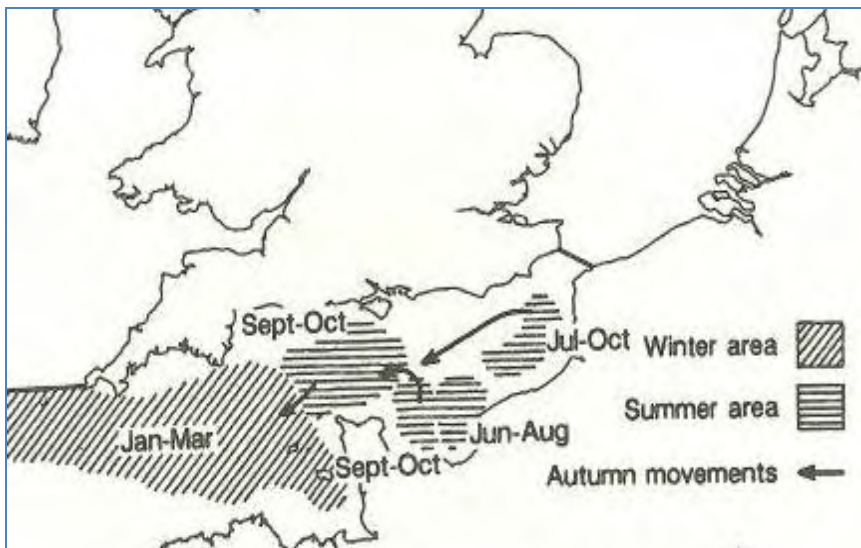 Sept-Oct
Jul-Oct
Winter area
Jan-Mar
Jun-Aug
Summer area
Sept-Oct
Autumn movements